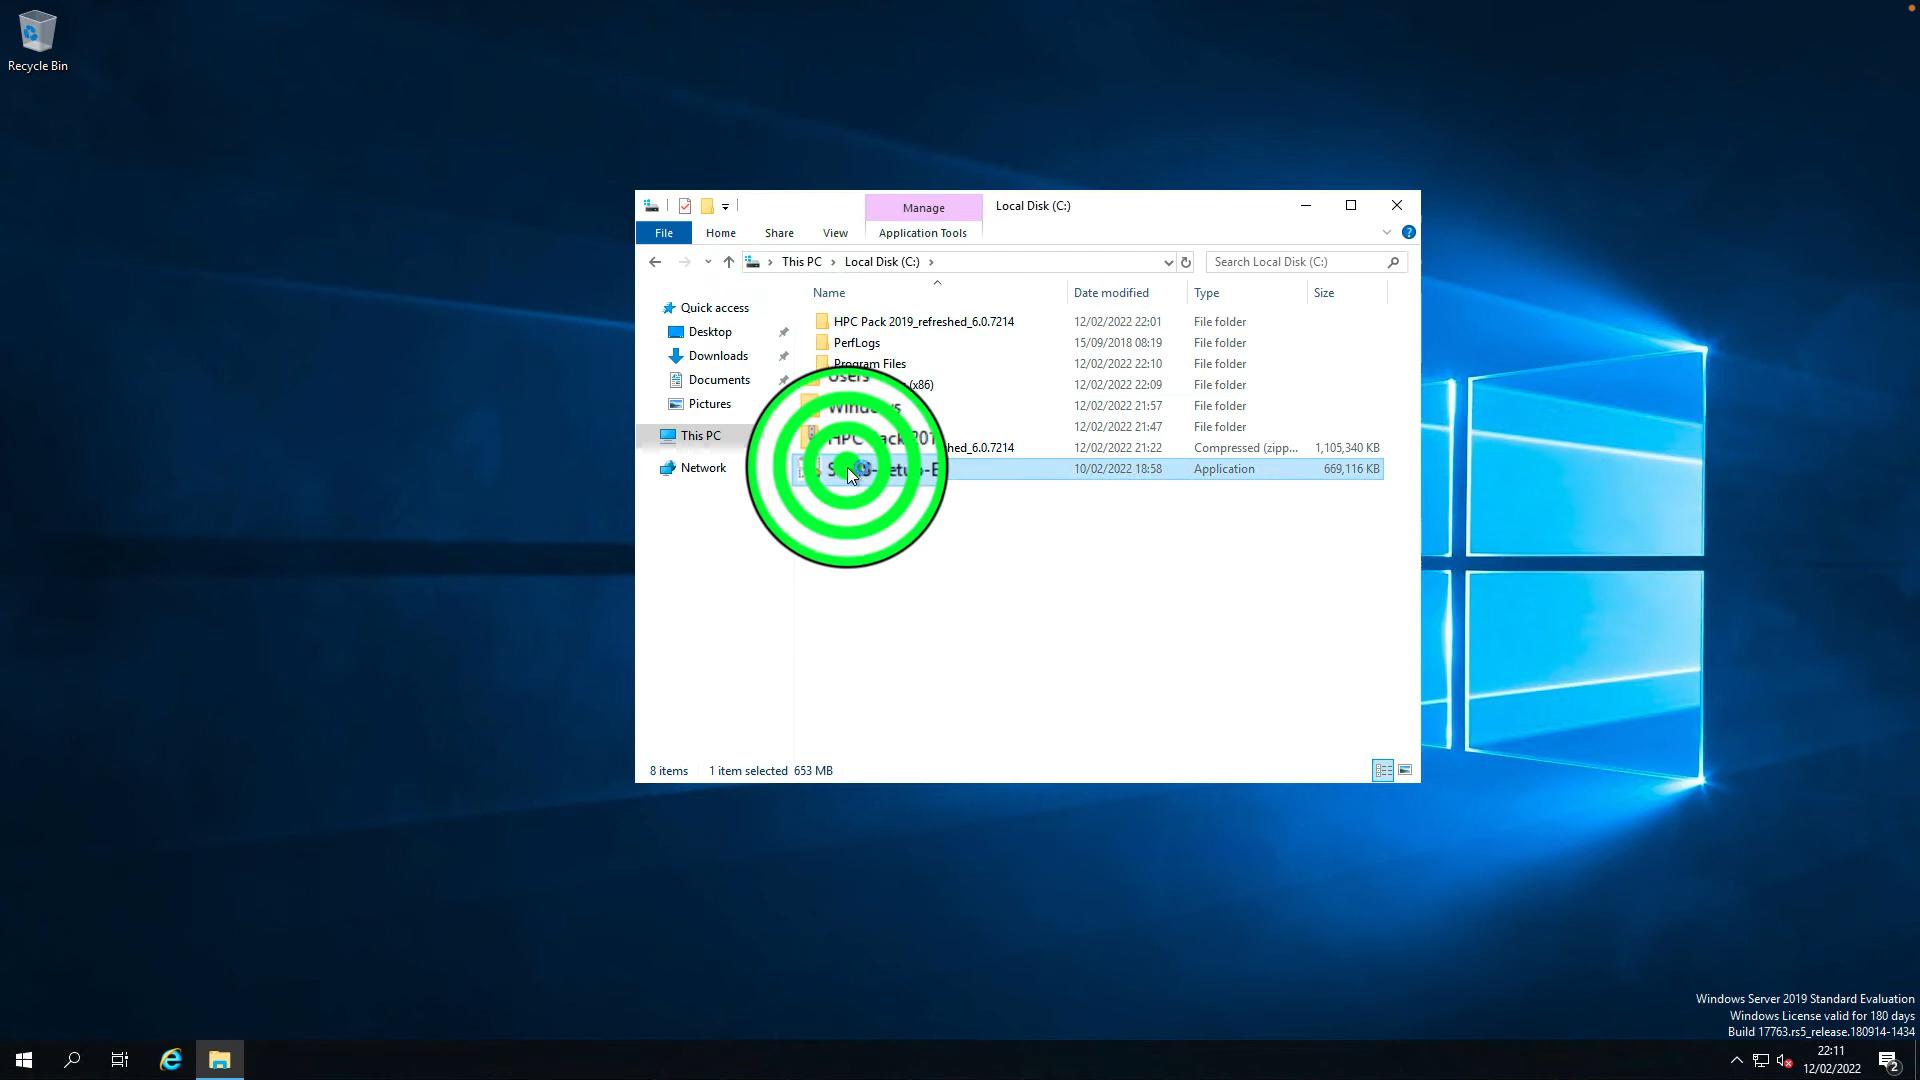 Recycle Bin
Manage
Local Disk (C:)
File
Home
Share
View
Application Tools
This PC
Local Disk (C:)
Search Local Disk (C:)
Name
Date modified
Type
Size
Quick access
Desktop
Downloads
Documents
Pictures
This PC
Network
HPC Pack 2019_refreshed_6.0.7214 12/02/2022 22:01 File folder
PerfLogs 15/09/2018 08:19 File folder
Program Files 12/02/2022 22:10 File folder
(x86) 12/02/2022 22:09 File folder
Users 12/02/2022 21:57 File folder
Windows 12/02/2022 21:47 File folder
HPC Pack 201 hed_6.0.7214 12/02/2022 21:22 Compressed (zipp... 1,105,340 KB
10/02/2022 18:58 Application 669,116 KB
8 items 1 item selected 653 MB
Windows Server 2019 Standard Evaluation
Windows License valid for 180 days
Build 17763.rs5_release.180914-1434
22:11
12/02/2022
2